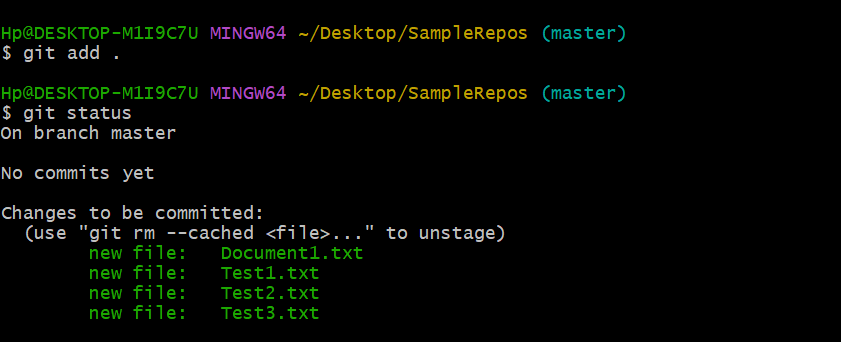 Hp@DESKTOP-M1I9C7U MINGW64 ~/Desktop/SampleRepos (master)
$ git add .
Hp@DESKTOP-M1I9C7U MINGW64 ~/Desktop/SampleRepos (master)
$ git status
On branch master
No commits yet
Changes to be committed:
  (use "git rm --cached <file>..." to unstage)
        new file:   Document1.txt
        new file:   Test1.txt
        new file:   Test2.txt
        new file:   Test3.txt